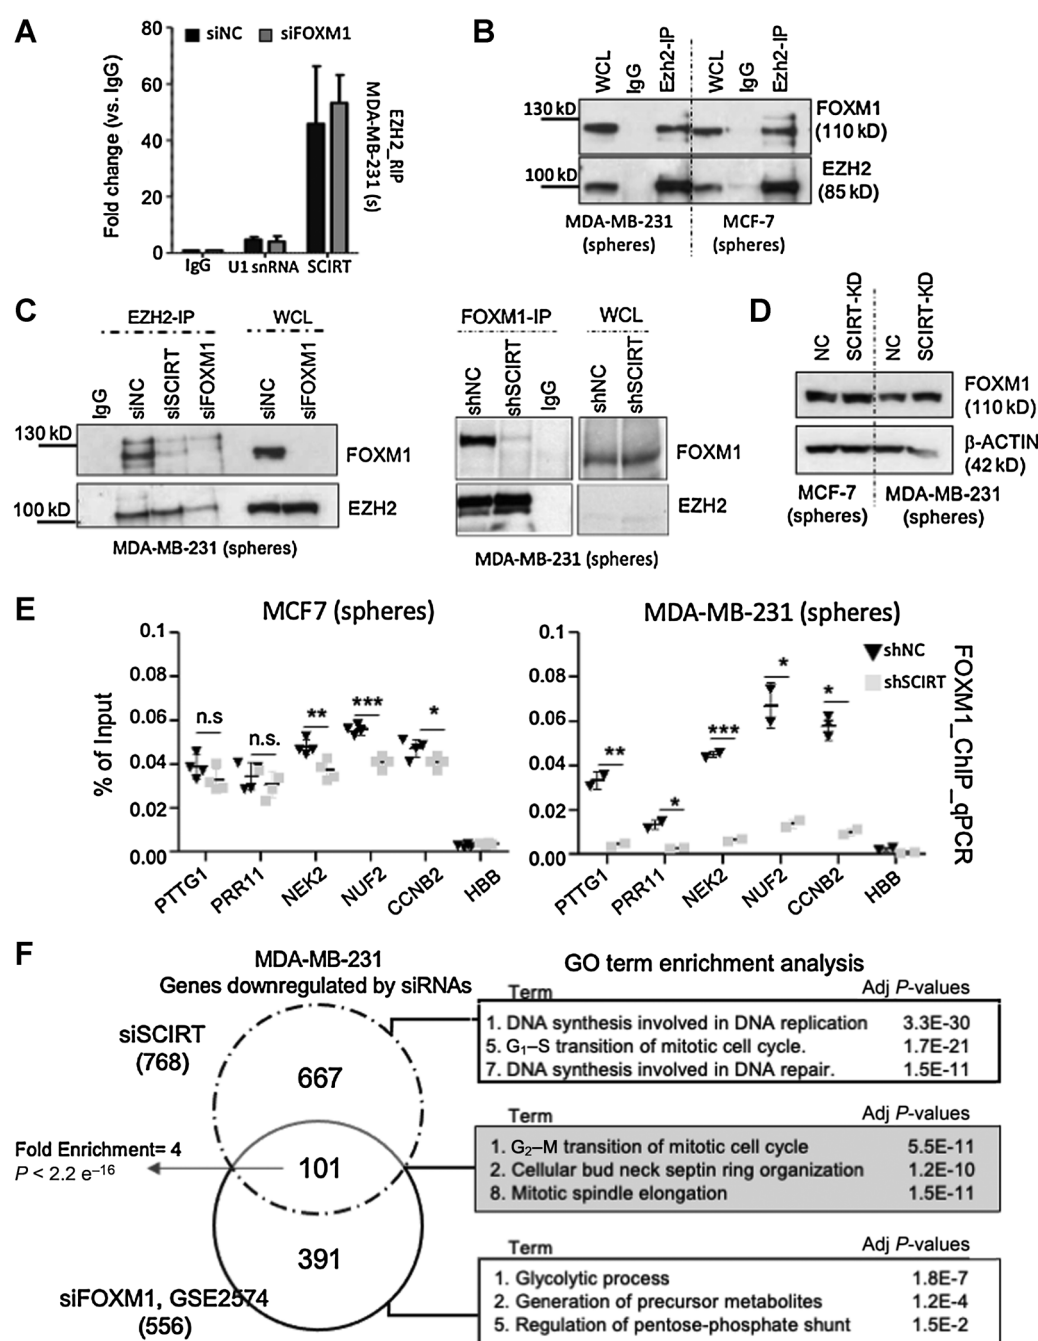 A
80
60
40
20
0
Fold change (vs. IgG)
siNC
siFOXM1
IgG
U1 snRNA
SCIRT
EZH2_RIP
MDA-MB-231 (s)
B
WCL
IgG
Ezh2-IP
WCL
IgG
Ezh2-IP
130 kD
FOXM1
(110 kD)
100 kD
EZH2
(85 kD)
MDA-MB-231
(spheres)
MCF-7
(spheres)
C
EZH2-IP
WCL
IgG
siNC
siSCIRT
siFOXM1
siNC
siFOXM1
130 kD
FOXM1
100 kD
EZH2
MDA-MB-231 (spheres)
FOXM1-IP
WCL
shNC
shSCIRT
IgG
shNC
shSCIRT
FOXM1
EZH2
MDA-MB-231 (spheres)
D
NC
SCIRT-KD
NC
SCIRT-KD
FOXM1
(110 kD)
β-ACTIN
(42 kD)
MCF-7
(spheres)
MDA-MB-231
(spheres)
E
MCF7 (spheres)
% of Input
0.1
0.08
0.06
0.04
0.02
0.00
n.s
n.s.
**
***
*
PTTG1
PRR11
NEK2
NUF2
CCNB2
HBB
MDA-MB-231 (spheres)
0.1
0.08
0.06
0.04
0.02
0.00
**
*
***
*
*
PTTG1
PRR11
NEK2
NUF2
CCNB2
HBB
shNC
shSCIRT
FOXM1_ChIP_qPCR
F
MDA-MB-231
Genes downregulated by siRNAs
siSCIRT
(768)
667
Fold Enrichment= 4
P < 2.2 e–16
101
391
siFOXM1, GSE2574
(556)
GO term enrichment analysis
Term Adj P-values
1. DNA synthesis involved in DNA replication 3.3E-30
5. G1–S transition of mitotic cell cycle. 1.7E-21
7. DNA synthesis involved in DNA repair. 1.5E-11
Term Adj P-values
1. G2–M transition of mitotic cell cycle 5.5E-11
2. Cellular bud neck septin ring organization 1.2E-10
8. Mitotic spindle elongation 1.5E-11
Term Adj P-values
1. Glycolytic process 1.8E-7
2. Generation of precursor metabolites 1.2E-4
5. Regulation of pentose-phosphate shunt 1.5E-2